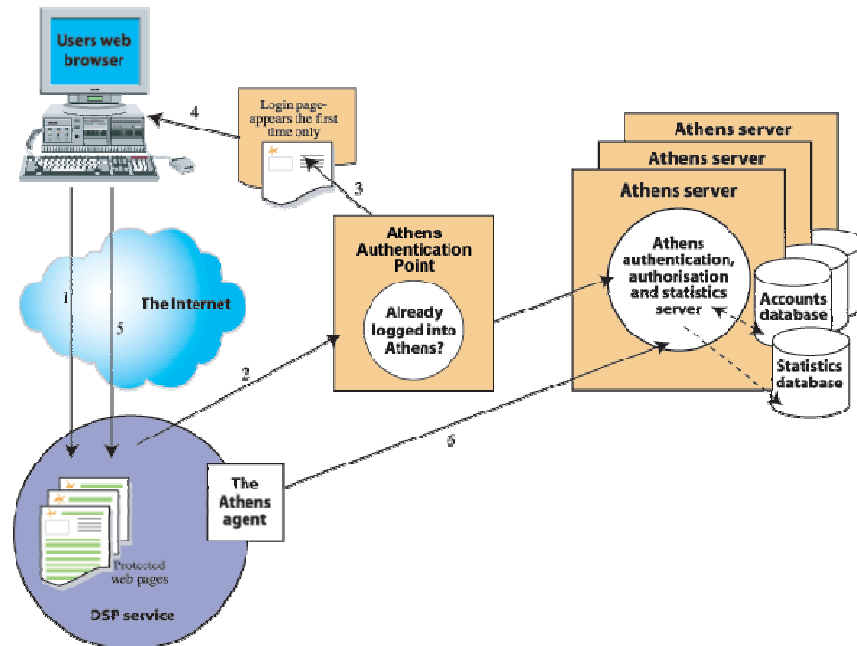 Users web
browser
4
Login page-
appears the first
time only
3
Athens
Authentication
Point
Already
logged into
Athens?
Athens server
Athens server
Athens server
Athens
authentication,
authorisation
and statistics
server
Accounts
database
Statistics
database
The Internet
1
5
2
6
The
Athens
agent
Protected
web pages
DSP service